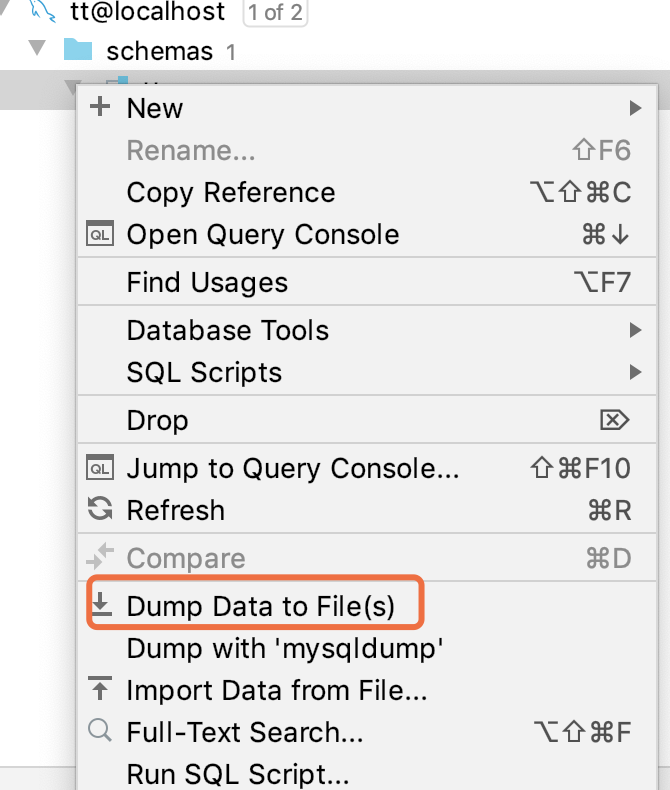 tt@localhost 1 of 2
schemas 1
New
Rename... ⇧F6
Copy Reference ⌥⇧⌘C
QL Open Query Console ⌘↓
Find Usages ⌥F7
Database Tools
SQL Scripts
Drop ⌦
QL Jump to Query Console... ⇧⌘F10
Refresh ⌘R
Compare ⌘D
Dump Data to File(s)
Dump with 'mysqldump'
Import Data from File...
Full-Text Search... ⌥⇧⌘F
Run SQL Script...